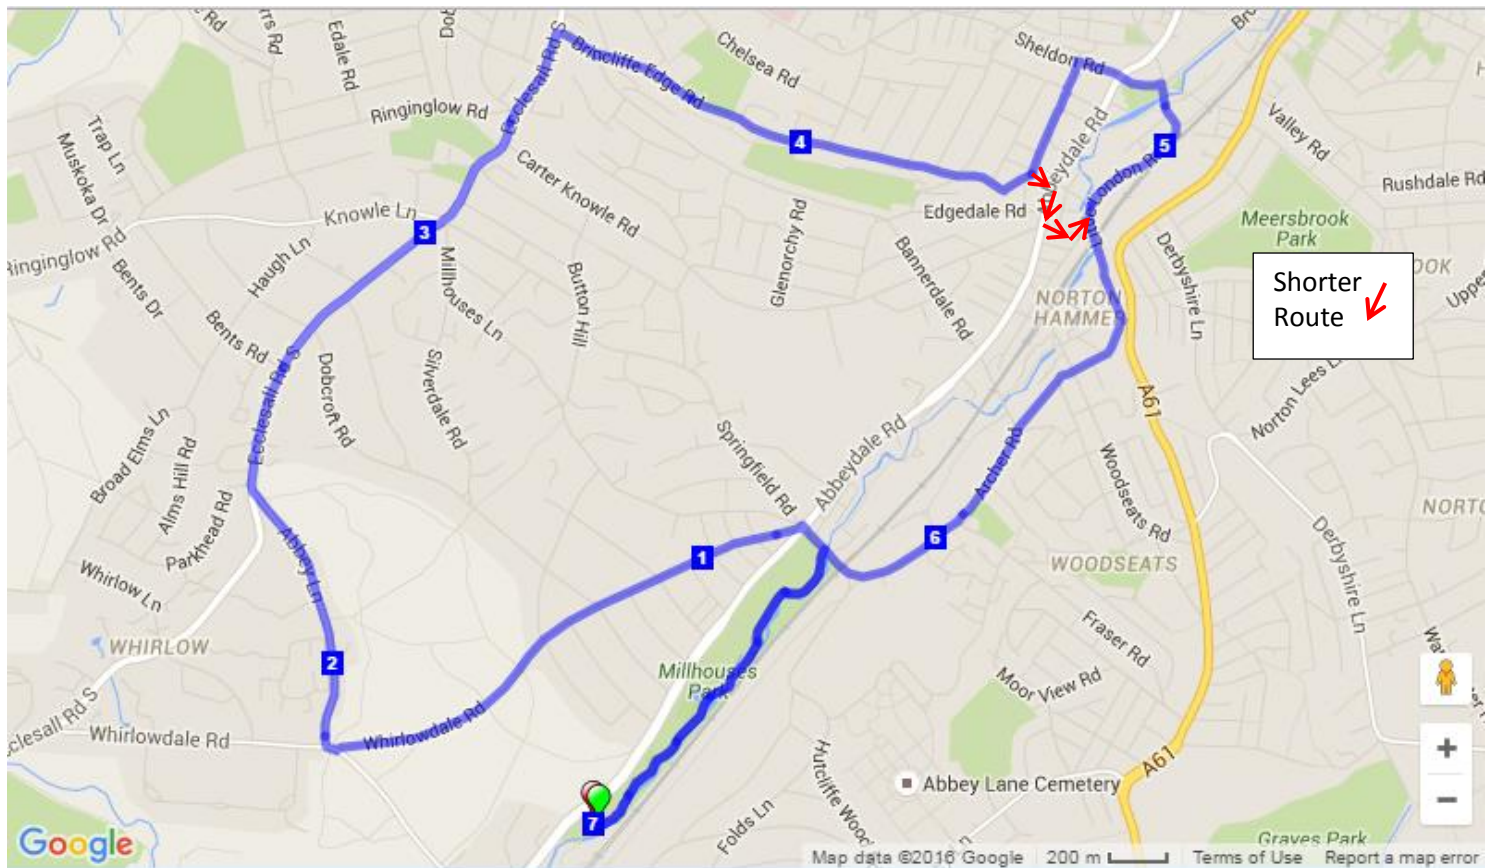 Edale Rd
Ringinglow Rd
Trap Ln
Muskoka Dr
Ringinglow Rd
Bents Dr
Haugh Ln
Knowle Ln
3
Ecclesall Rd S
Brincliffe Edge Rd
Chelsea Rd
4
Carter Knowle Rd
Millhouses Ln
Button Hill
Glenorchy Rd
Bannerdale Rd
Edgedale Rd
Sheldon Rd
Abbeydale Rd
5
London Rd
Valley Rd
Rushdale Rd
Meersbrook
Park
Derbyshire Ln
NORTON
HAMMER
Shorter
Route
Norton Lees Ln
A61
Bents Rd
Ecclesall Rd S
Dobcroft Rd
Silverdale Rd
Broad Elms Ln
Alms Hill Rd
Parkhead Rd
Whirlow Ln
Abbey Ln
WHIRLOW
2
Ecclesall Rd S
Whirlowdale Rd
Whirlowdale Rd
1
Springfield Rd
Abbeydale Rd
Archer Rd
6
Woodseats Rd
WOODSEATS
Derbyshire Ln
Fraser Rd
Moor View Rd
Millhouses
Park
7
Folds Ln
Abbey Lane Cemetery
A61
Graves Park
Google
Map data ©2016 Google 200 m Terms of Use Report a map error